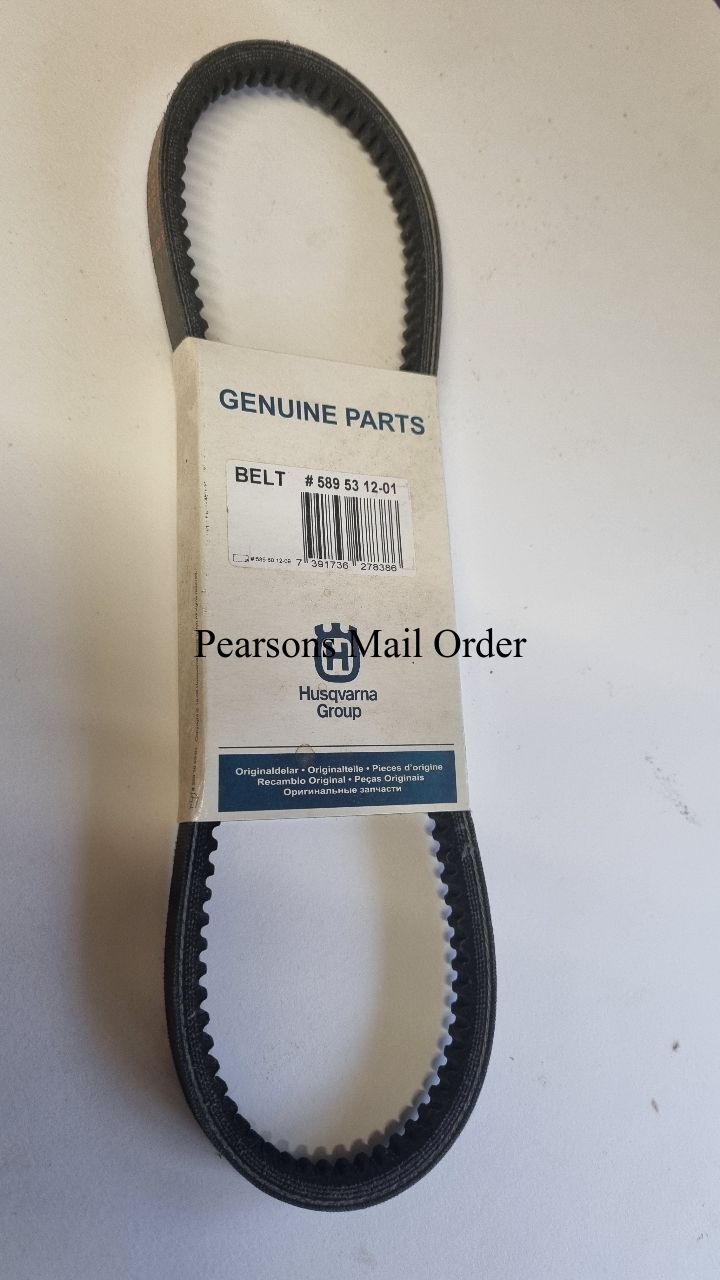 GENUINE PARTS
BELT # 589 53 12-01
7 391736 278386
Pearsons Mail Order
H
Husqvarna
Group
Originaldelar • Originalteile • Pieces d'origine
Recambio Original • Peças Originais
Оригинальные запчасти